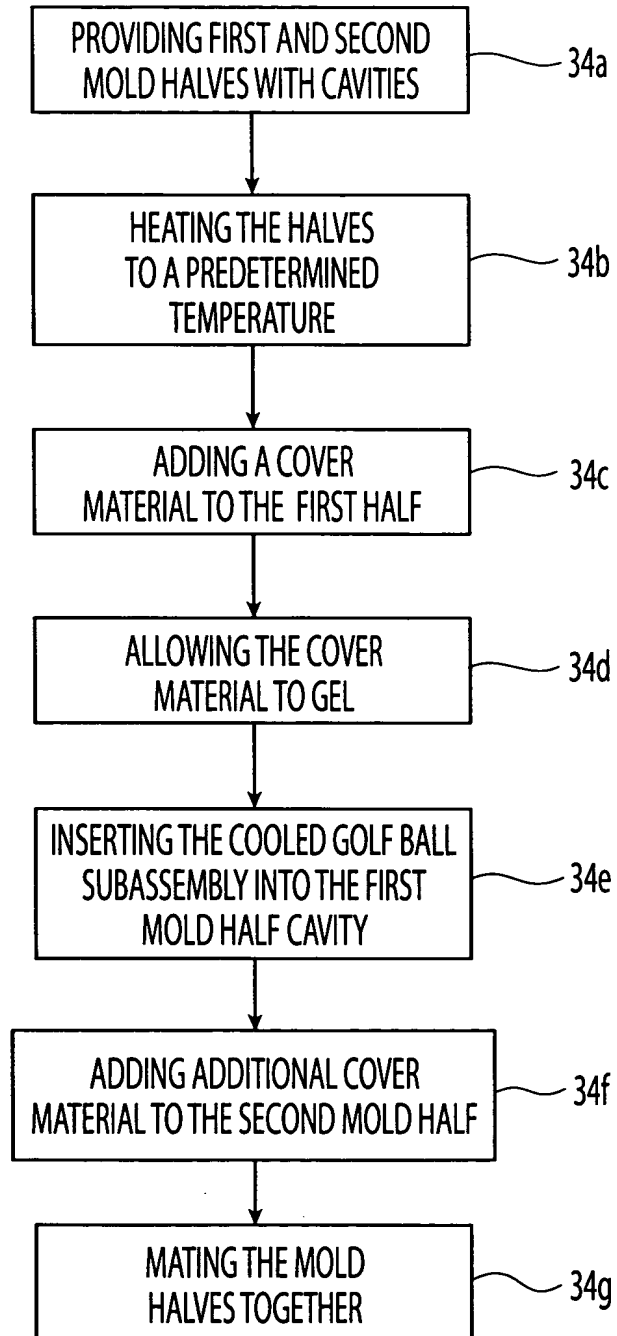 PROVIDING FIRST AND SECOND
MOLD HALVES WITH CAVITIES
34a
HEATING THE HALVES
TO A PREDETERMINED
TEMPERATURE
34b
ADDING A COVER
MATERIAL TO THE FIRST HALF
34c
ALLOWING THE COVER
MATERIAL TO GEL
34d
INSERTING THE COOLED GOLF BALL
SUBASSEMBLY INTO THE FIRST
MOLD HALF CAVITY
34e
ADDING ADDITIONAL COVER
MATERIAL TO THE SECOND MOLD HALF
34f
MATING THE MOLD
HALVES TOGETHER
34g